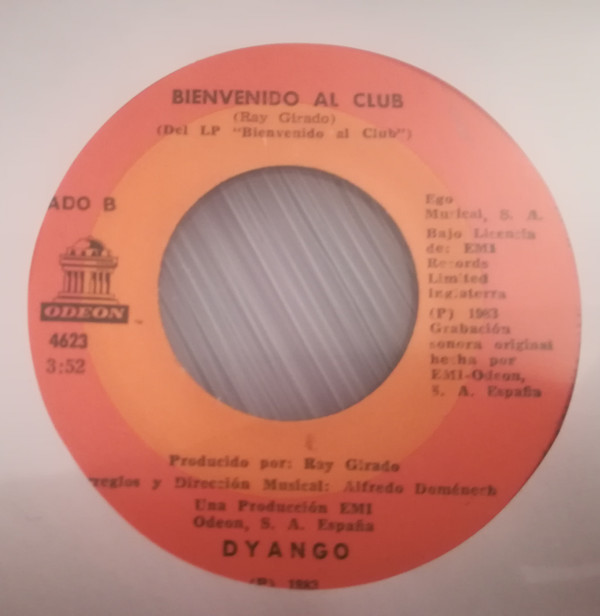 BIENVENIDO AL CLUB
(Ray Girado)
(Del LP "Bienvenido al Club")
ADO B
ODEON
4623
3:52
Ego
Musical, S. A.
Bajo Licencia
de: EMI
Records
Limited
Inglaterra
(P) 1983
Grabación
sonora original
hecha por
EMI-Odeon,
S. A. España
Producido por: Ray Girado
rreglos y Dirección Musical: Alfredo Doménech
Una Producción EMI
Odeon, S. A. España
DYANGO
(P) 1983